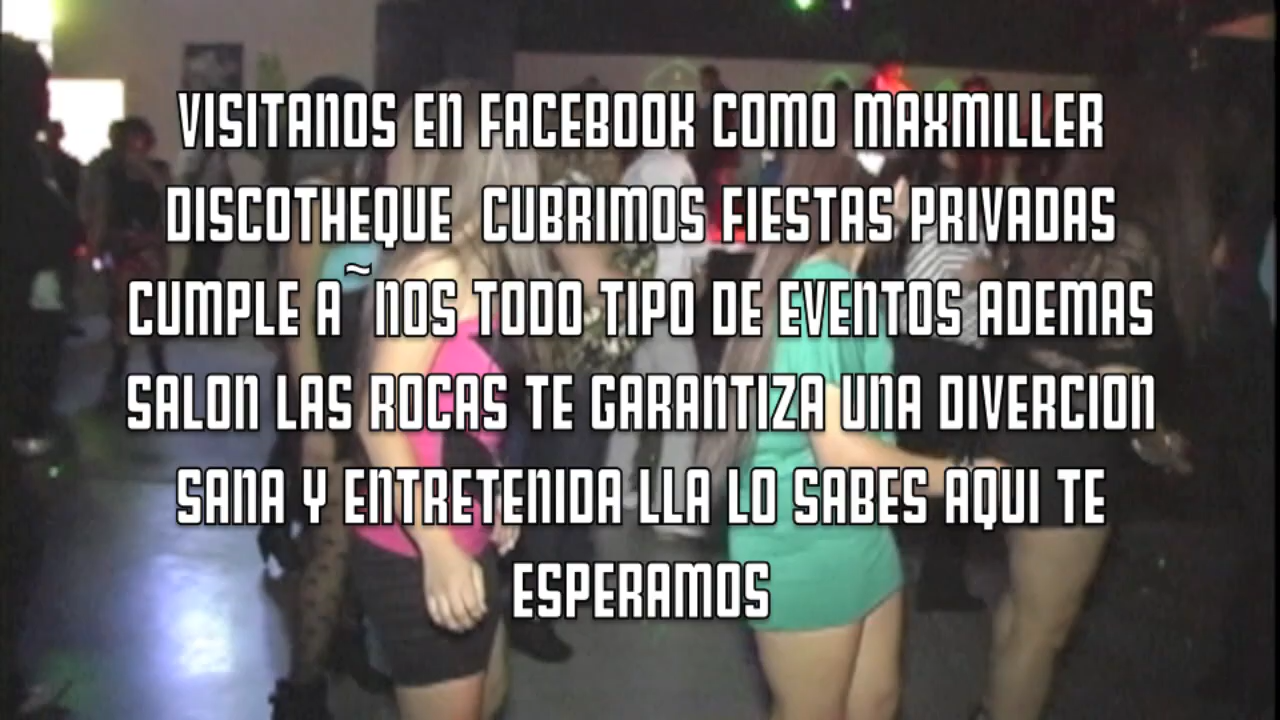 VISITANOS EN FACEBOOK COMO MAXMILLER
DISCOTHEQUE CUBRIMOS FIESTAS PRIVADAS
CUMPLE A~NOS TODO TIPO DE EVENTOS ADEMAS
SALON LAS ROCAS TE GARANTIZA UNA DIVERCION
SANA Y ENTRETENIDA LLA LO SABES AQUI TE
ESPERAMOS